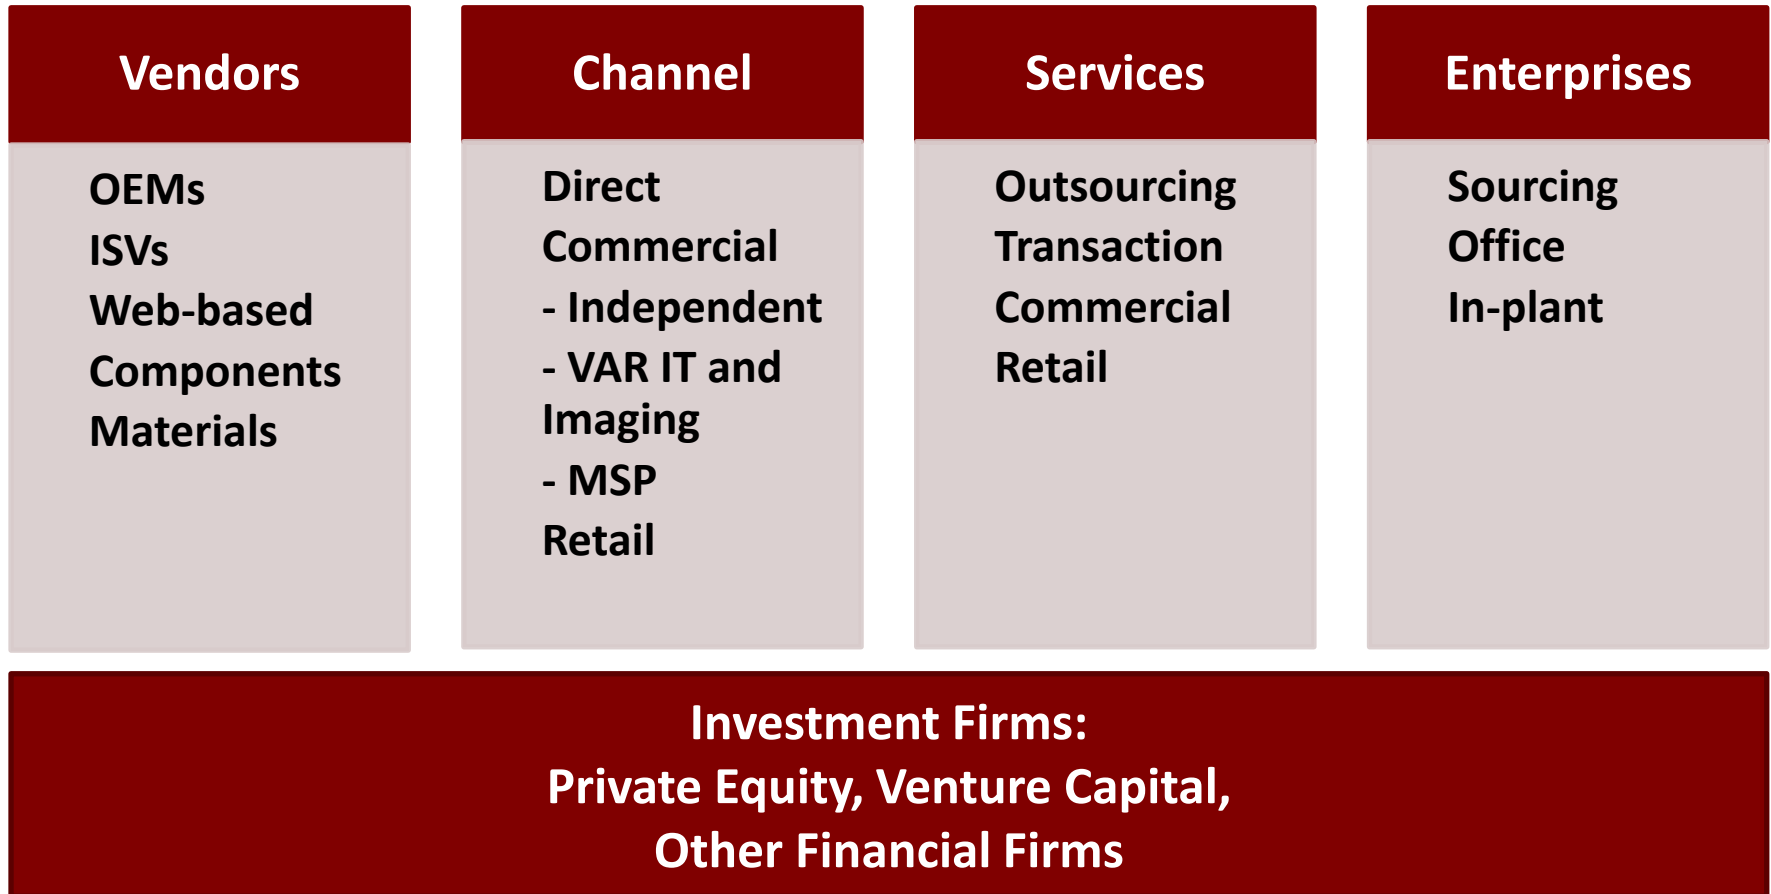 Vendors
OEMs
ISVs
Web-based
Components
Materials
Channel
Direct
Commercial
- Independent
- VAR IT and
Imaging
- MSP
Retail
Services
Outsourcing
Transaction
Commercial
Retail
Enterprises
Sourcing
Office
In-plant
Investment Firms:
Private Equity, Venture Capital,
Other Financial Firms